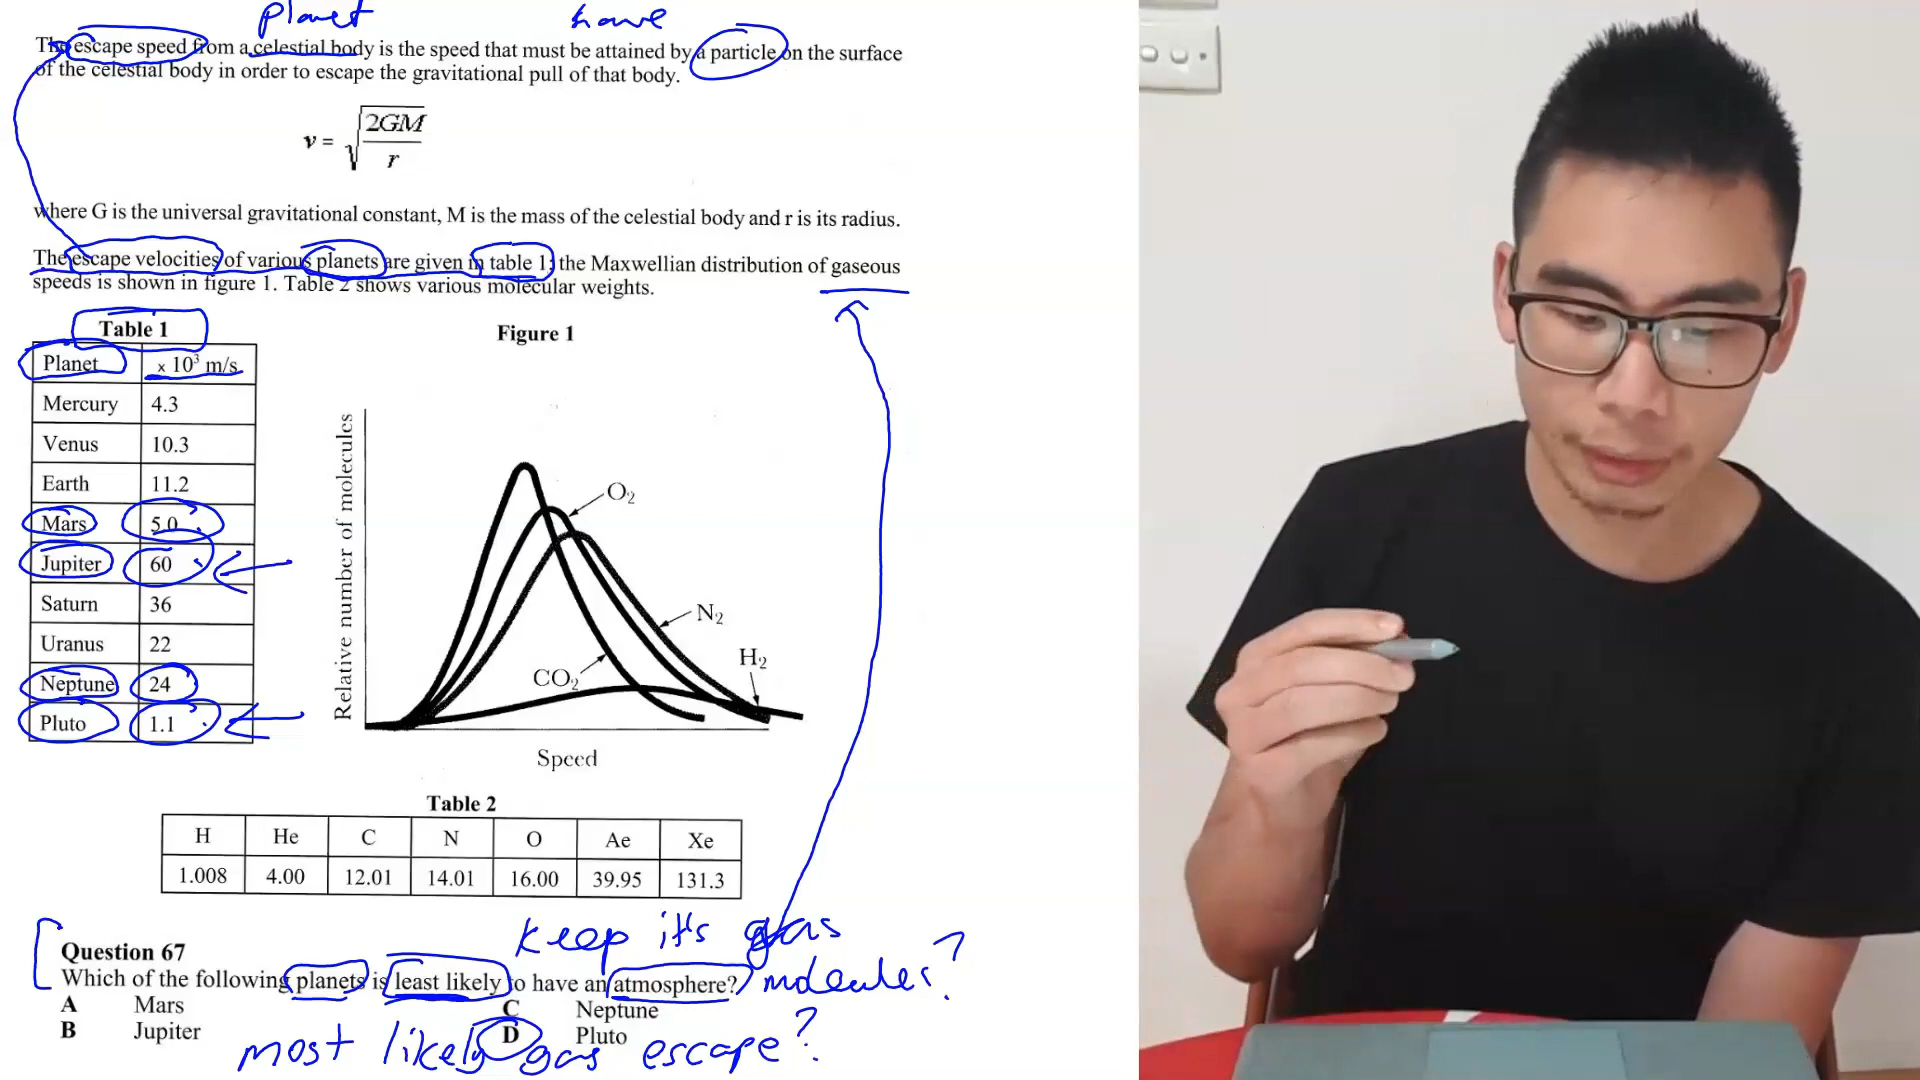 planet have
The escape speed from a celestial body is the speed that must be attained by a particle on the surface
of the celestial body in order to escape the gravitational pull of that body.
v = √2GM
r
where G is the universal gravitational constant, M is the mass of the celestial body and r is its radius.
The escape velocities of various planets are given in table 1; the Maxwellian distribution of gaseous
speeds is shown in figure 1. Table 2 shows various molecular weights.
Table 1
Planet × 10³ m/s
Mercury 4.3
Venus 10.3
Earth 11.2
Mars 5.0
Jupiter 60
Saturn 36
Uranus 22
Neptune 24
Pluto 1.1
Figure 1
Relative number of molecules
O₂
N₂
H₂
CO₂
Speed
Table 2
H He C N O Ae Xe
1.008 4.00 12.01 14.01 16.00 39.95 131.3
keep it's gas
molecules?
Question 67
Which of the following planets is least likely to have an atmosphere?
A Mars C Neptune
B Jupiter D Pluto
most likely gas escape?